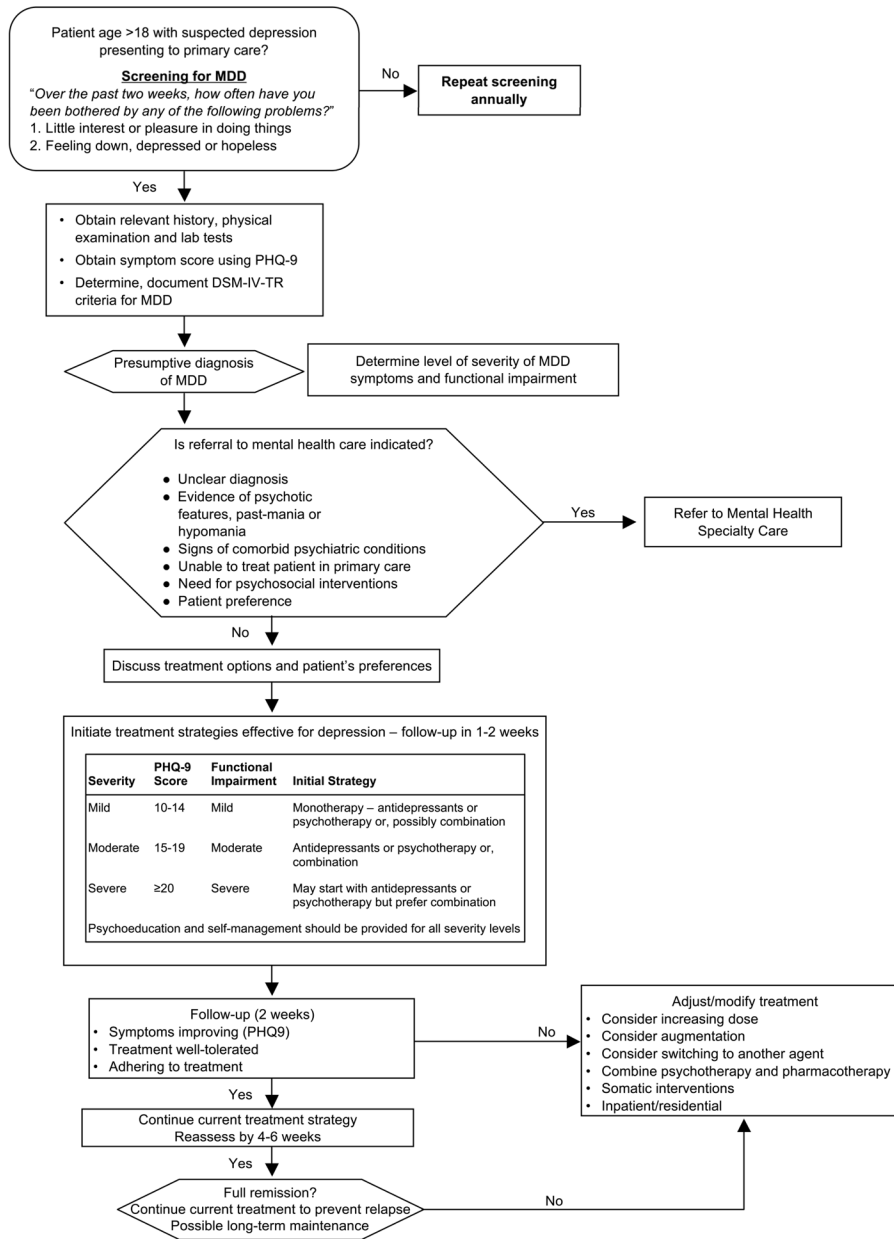 Patient age >18 with suspected depression
presenting to primary care?
Screening for MDD
“Over the past two weeks, how often have you
been bothered by any of the following problems?”
1. Little interest or pleasure in doing things
2. Feeling down, depressed or hopeless
No
Repeat screening
annually
Yes
• Obtain relevant history, physical
examination and lab tests
• Obtain symptom score using PHQ-9
• Determine, document DSM-IV-TR
criteria for MDD
Presumptive diagnosis
of MDD
Determine level of severity of MDD
symptoms and functional impairment
Is referral to mental health care indicated?
● Unclear diagnosis
● Evidence of psychotic
features, past-mania or
hypomania
● Signs of comorbid psychiatric conditions
● Unable to treat patient in primary care
● Need for psychosocial interventions
● Patient preference
Yes
Refer to Mental Health
Specialty Care
No
Discuss treatment options and patient’s preferences
Initiate treatment strategies effective for depression – follow-up in 1-2 weeks
PHQ-9 Functional
Severity Score Impairment Initial Strategy
Mild 10-14 Mild Monotherapy – antidepressants or
psychotherapy or, possibly combination
Moderate 15-19 Moderate Antidepressants or psychotherapy or,
combination
Severe ≥20 Severe May start with antidepressants or
psychotherapy but prefer combination
Psychoeducation and self-management should be provided for all severity levels
Follow-up (2 weeks)
• Symptoms improving (PHQ9)
• Treatment well-tolerated
• Adhering to treatment
No
Adjust/modify treatment
• Consider increasing dose
• Consider augmentation
• Consider switching to another agent
• Combine psychotherapy and pharmacotherapy
• Somatic interventions
• Inpatient/residential
Yes
Continue current treatment strategy
Reassess by 4-6 weeks
Yes
Full remission?
Continue current treatment to prevent relapse
Possible long-term maintenance
No